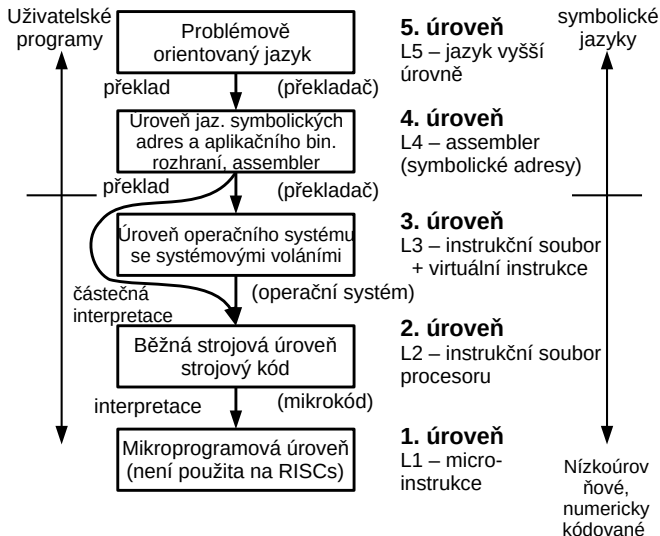 Uživatelské
programy
Problémově
orientovaný jazyk
5. úroveň
L5 – jazyk vyšší
úrovně
symbolické
jazyky
překlad
(překladač)
Úroveň jaz. symbolických
adres a aplikačního bin.
rozhraní, assembler
4. úroveň
L4 – assembler
(symbolické adresy)
překlad
(překladač)
Úroveň operačního systému
se systémovými voláními
3. úroveň
L3 – instrukční soubor
+ virtuální instrukce
částečná
interpretace
(operační systém)
Běžná strojová úroveň
strojový kód
2. úroveň
L2 – instrukční soubor
procesoru
interpretace
(mikrokód)
Mikroprogramová úroveň
(není použita na RISCs)
1. úroveň
L1 – micro-
instrukce
Nízkoúrov
ňové,
numericky
kódované